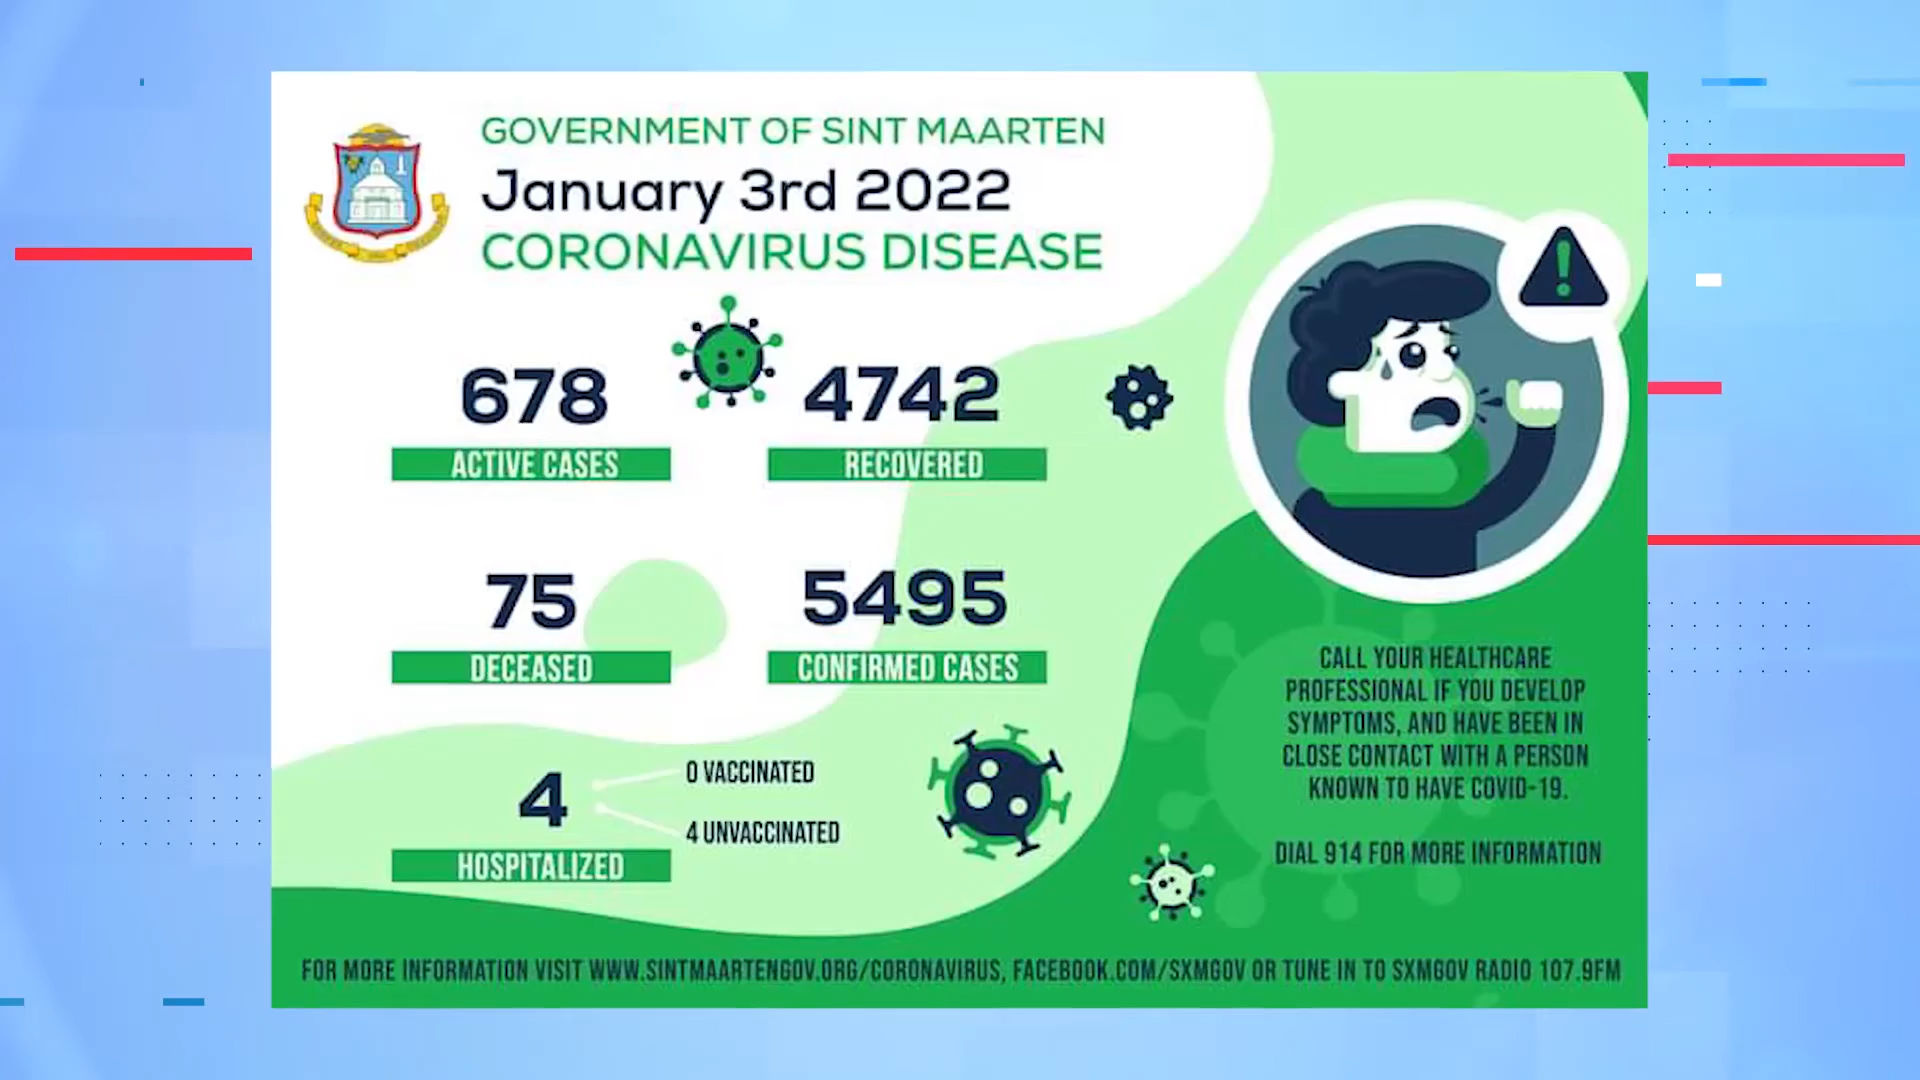 GOVERNMENT OF SINT MAARTEN
January 3rd 2022
CORONAVIRUS DISEASE
678
ACTIVE CASES
4742
RECOVERED
75
DECEASED
5495
CONFIRMED CASES
4
HOSPITALIZED
0 VACCINATED
4 UNVACCINATED
CALL YOUR HEALTHCARE
PROFESSIONAL IF YOU DEVELOP
SYMPTOMS, AND HAVE BEEN IN
CLOSE CONTACT WITH A PERSON
KNOWN TO HAVE COVID-19.
DIAL 914 FOR MORE INFORMATION
FOR MORE INFORMATION VISIT WWW.SINTMAARTENGOV.ORG/CORONAVIRUS, FACEBOOK.COM/SXMGOV OR TUNE IN TO SXMGOV RADIO 107.9FM